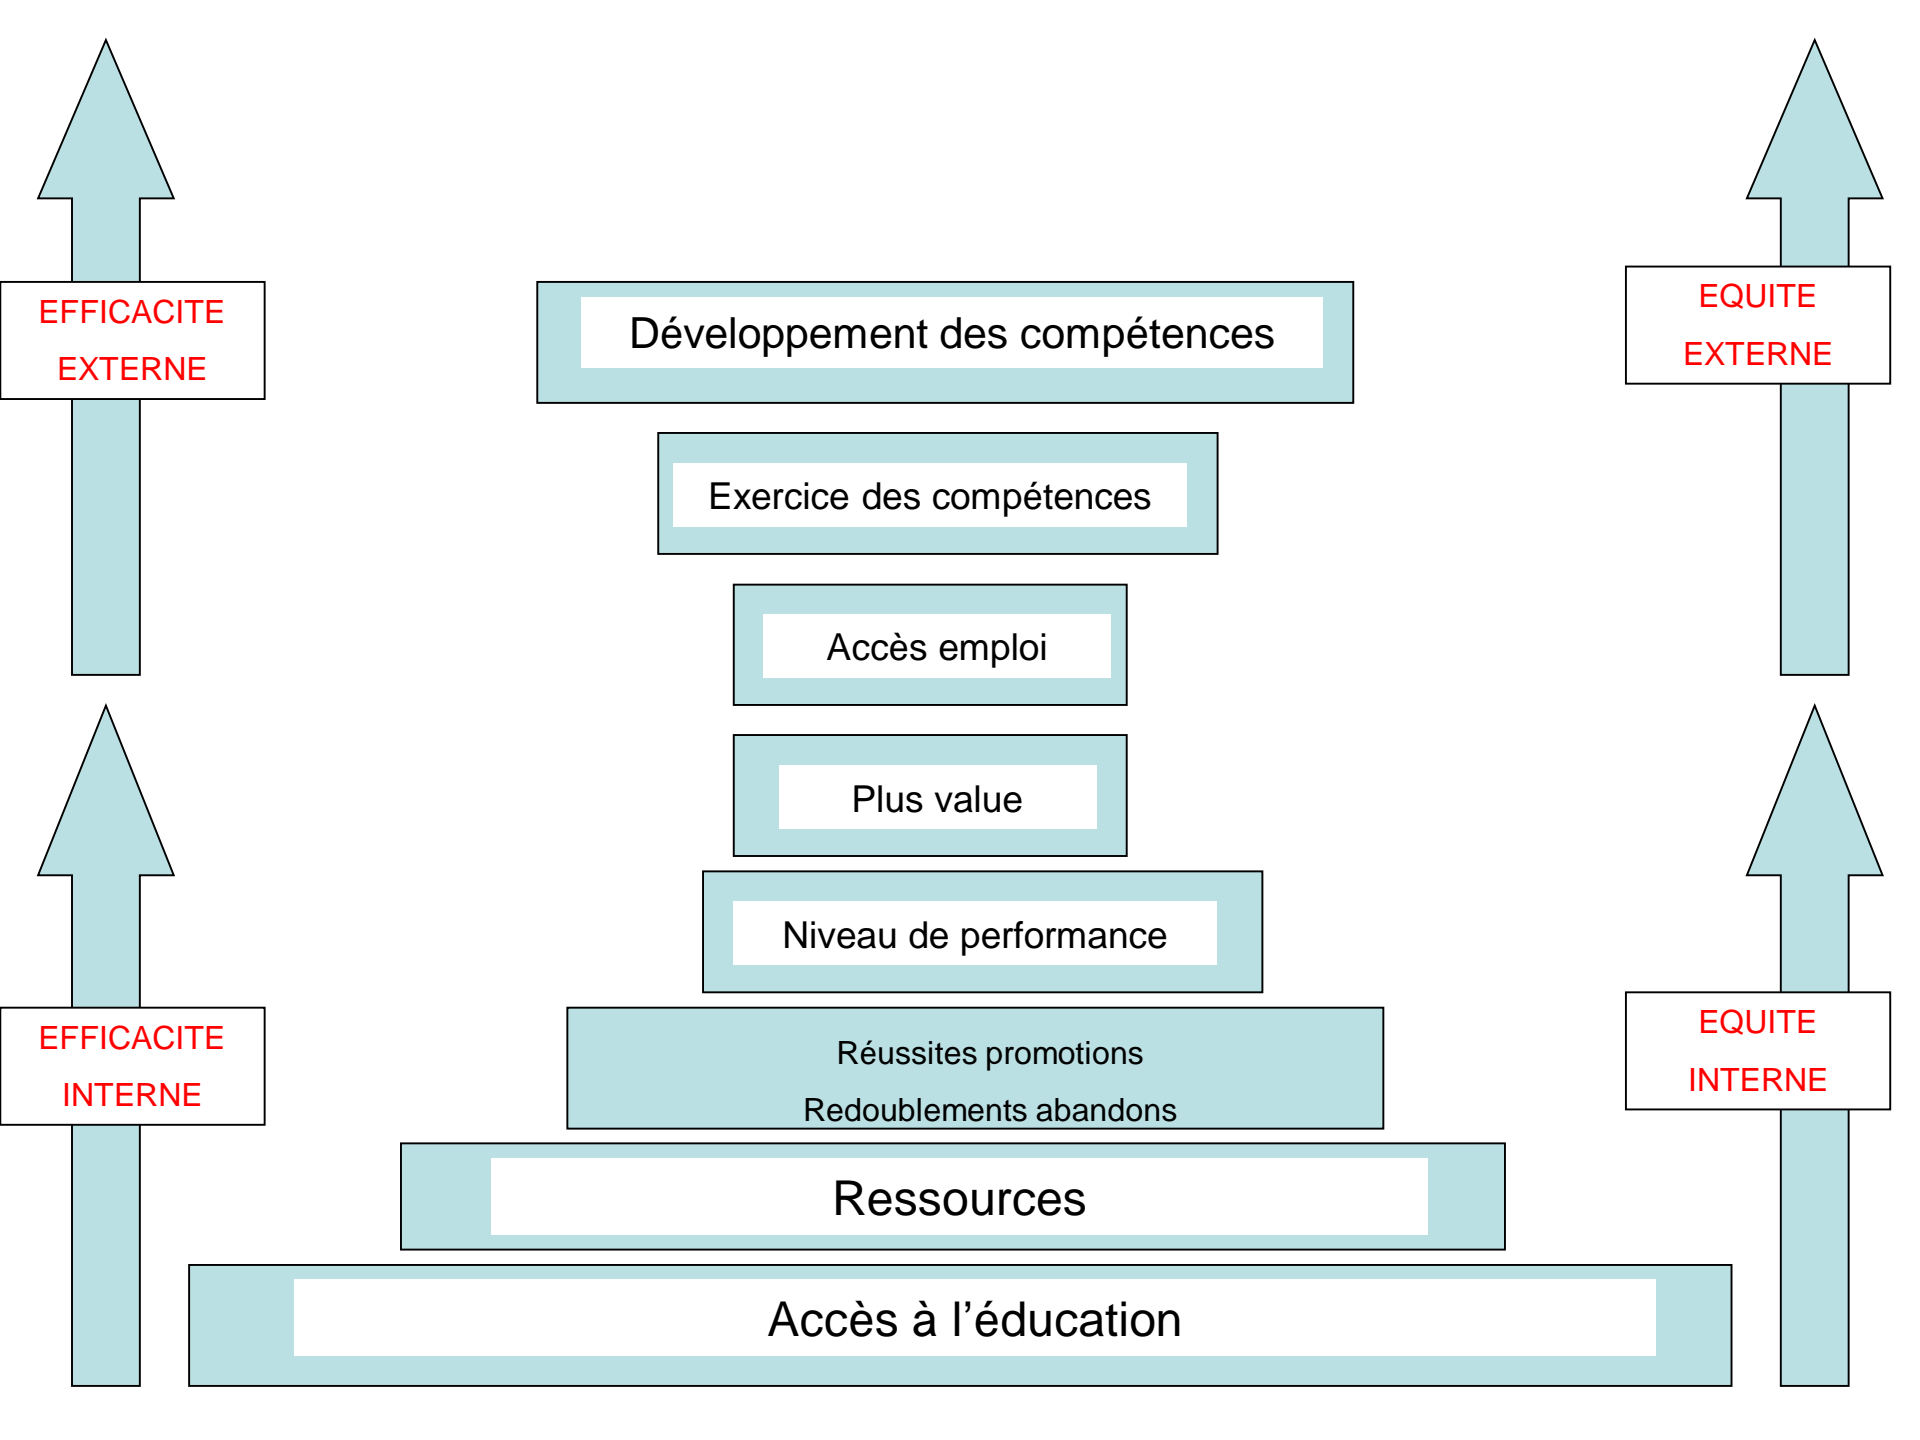 EFFICACITE
EXTERNE
EQUITE
EXTERNE
Développement des compétences
Exercice des compétences
Accès emploi
Plus value
Niveau de performance
EFFICACITE
INTERNE
EQUITE
INTERNE
Réussites promotions
Redoublements abandons
Ressources
Accès à l’éducation